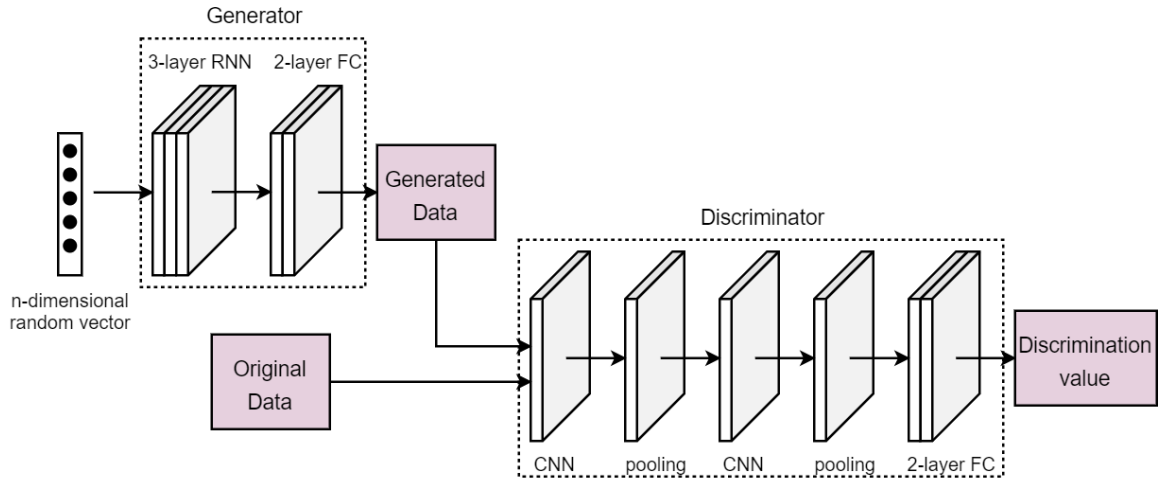 Generator
3-layer RNN
2-layer FC
n-dimensional
random vector
Generated
Data
Original
Data
Discriminator
CNN
pooling
CNN
pooling
2-layer FC
Discrimination
value